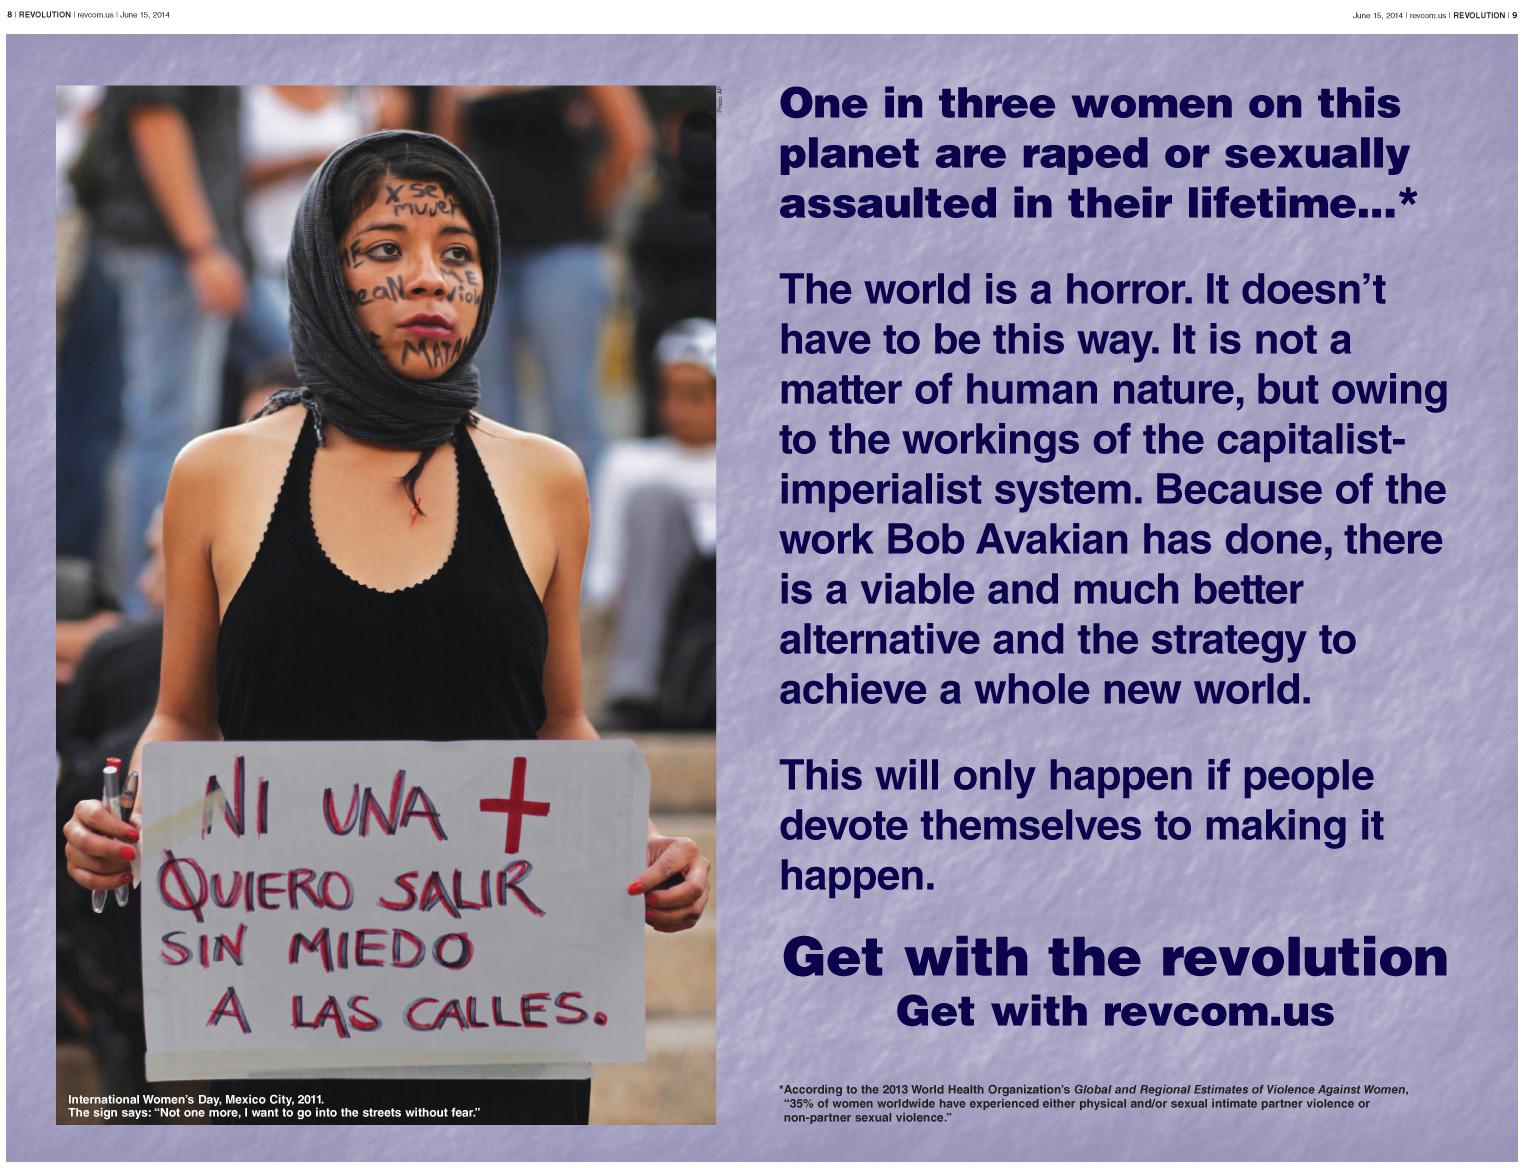 8 | REVOLUTION | revcom.us | June 15, 2014
June 15, 2014 | revcom.us | REVOLUTION | 9
Photo: AP
x se
mujer
ME
ME
pean
viol
MATAN
NI UNA +
QUIERO SALIR
SIN MIEDO
A LAS CALLES.
International Women's Day, Mexico City, 2011.
The sign says: “Not one more, I want to go into the streets without fear.”
One in three women on this
planet are raped or sexually
assaulted in their lifetime...*
The world is a horror. It doesn’t
have to be this way. It is not a
matter of human nature, but owing
to the workings of the capitalist-
imperialist system. Because of the
work Bob Avakian has done, there
is a viable and much better
alternative and the strategy to
achieve a whole new world.
This will only happen if people
devote themselves to making it
happen.
Get with the revolution
Get with revcom.us
*According to the 2013 World Health Organization’s Global and Regional Estimates of Violence Against Women,
“35% of women worldwide have experienced either physical and/or sexual intimate partner violence or
non-partner sexual violence.”